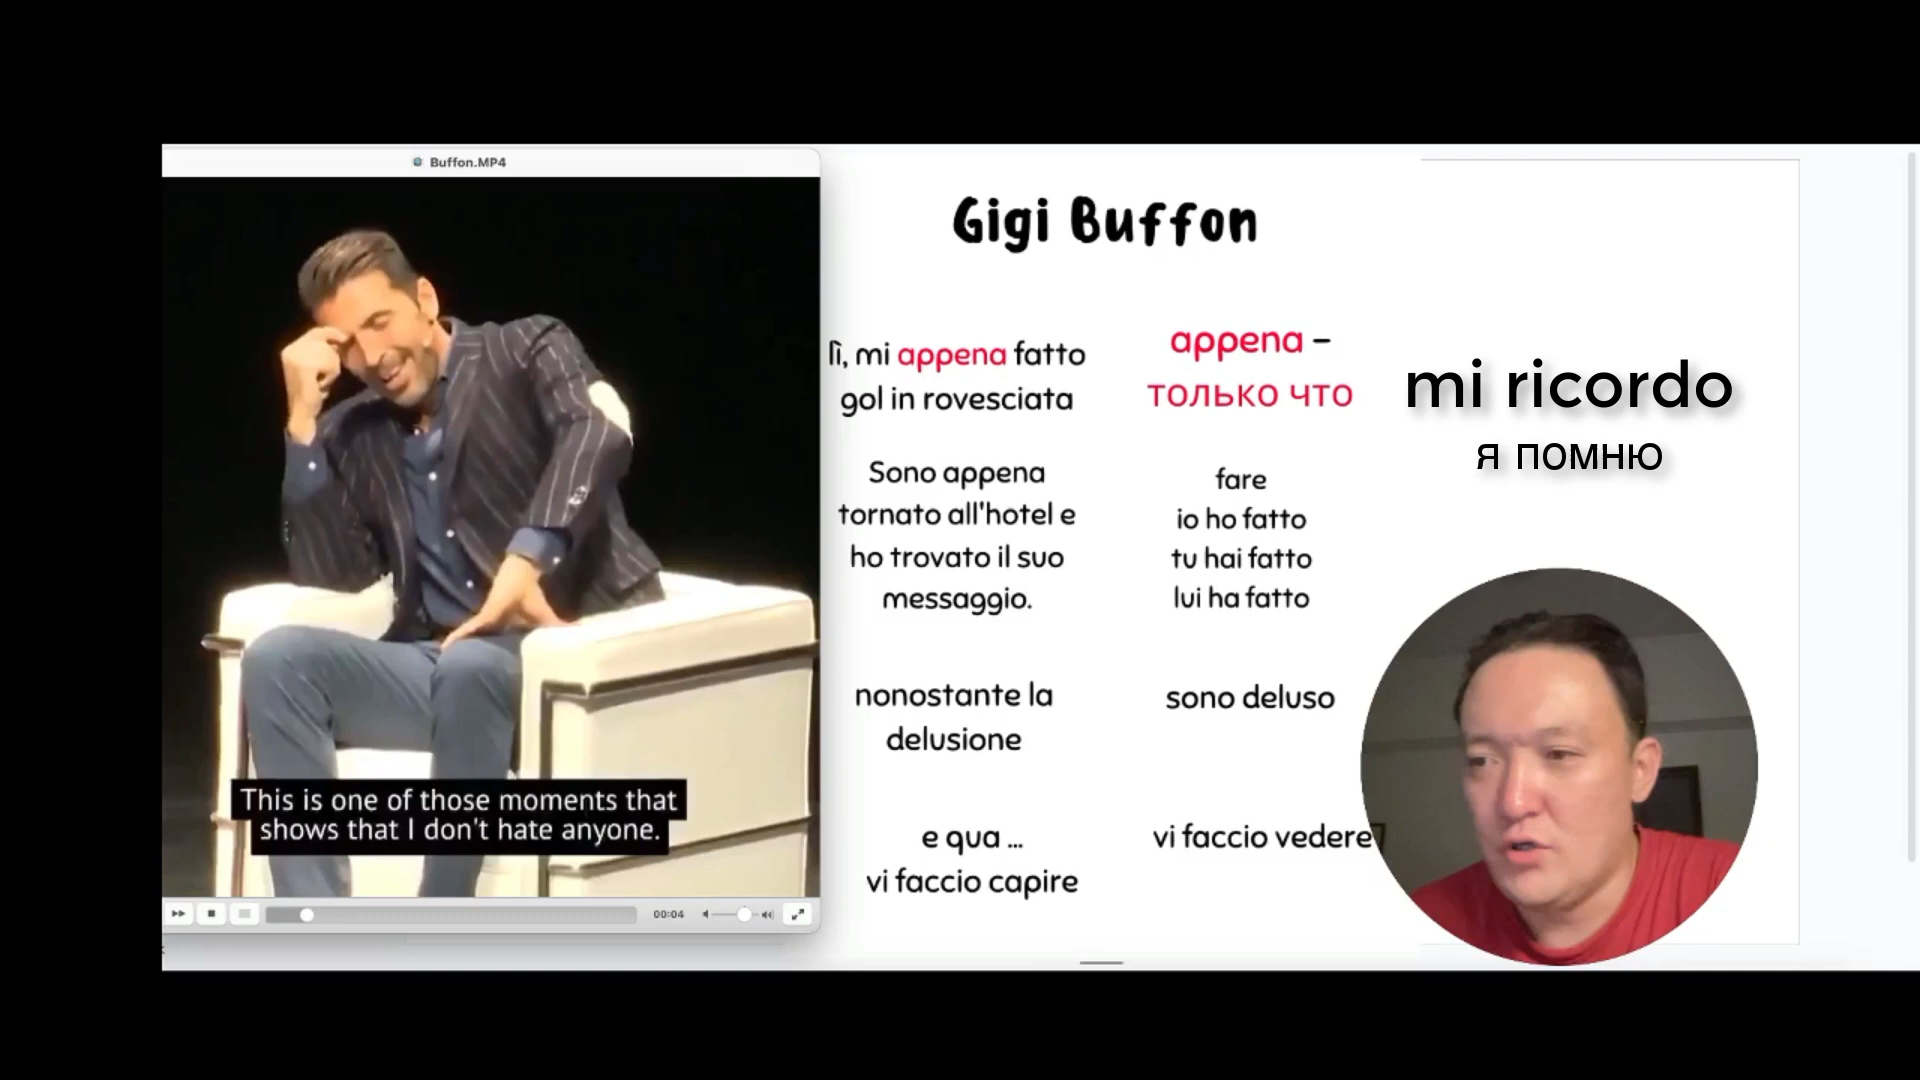 Buffon.MP4
Gigi Buffon
lì, mi appena fatto
gol in rovesciata
appena –
только что
mi ricordo
я помню
Sono appena
tornato all'hotel e
ho trovato il suo
messaggio.
fare
io ho fatto
tu hai fatto
lui ha fatto
nonostante la
delusione
sono deluso
e qua ...
vi faccio capire
vi faccio vedere
This is one of those moments that
shows that I don't hate anyone.
00:04